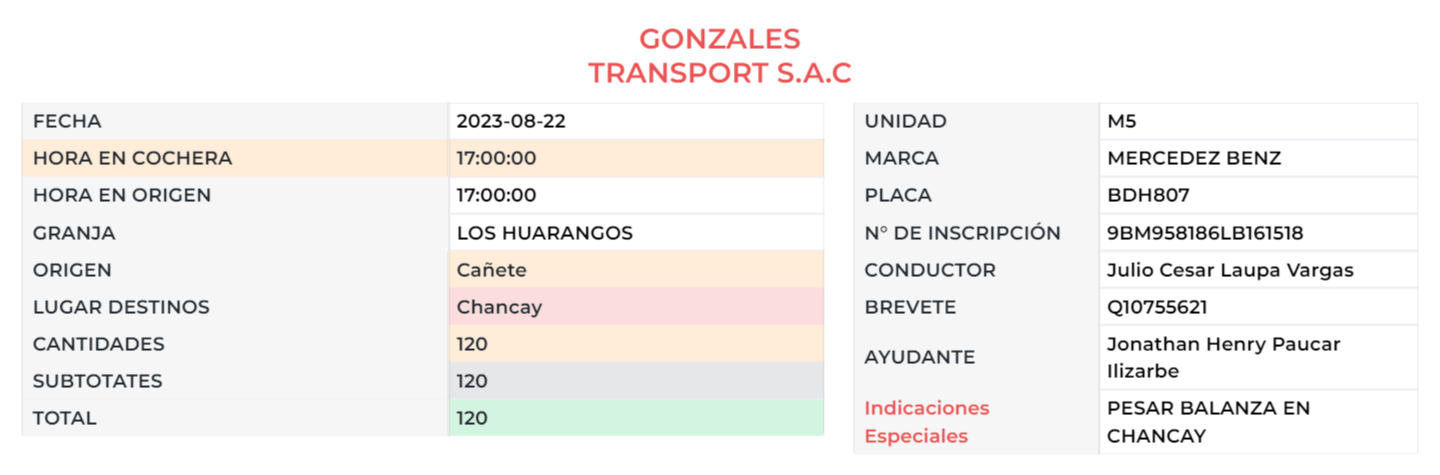 GONZALES
TRANSPORT S.A.C
FECHA 2023-08-22
HORA EN COCHERA 17:00:00
HORA EN ORIGEN 17:00:00
GRANJA LOS HUARANGOS
ORIGEN Cañete
LUGAR DESTINOS Chancay
CANTIDADES 120
SUBTOTATES 120
TOTAL 120
UNIDAD M5
MARCA MERCEDEZ BENZ
PLACA BDH807
N° DE INSCRIPCIÓN 9BM958186LB161518
CONDUCTOR Julio Cesar Laupa Vargas
BREVETE Q10755621
AYUDANTE Jonathan Henry Paucar
Ilizarbe
Indicaciones PESAR BALANZA EN
Especiales CHANCAY